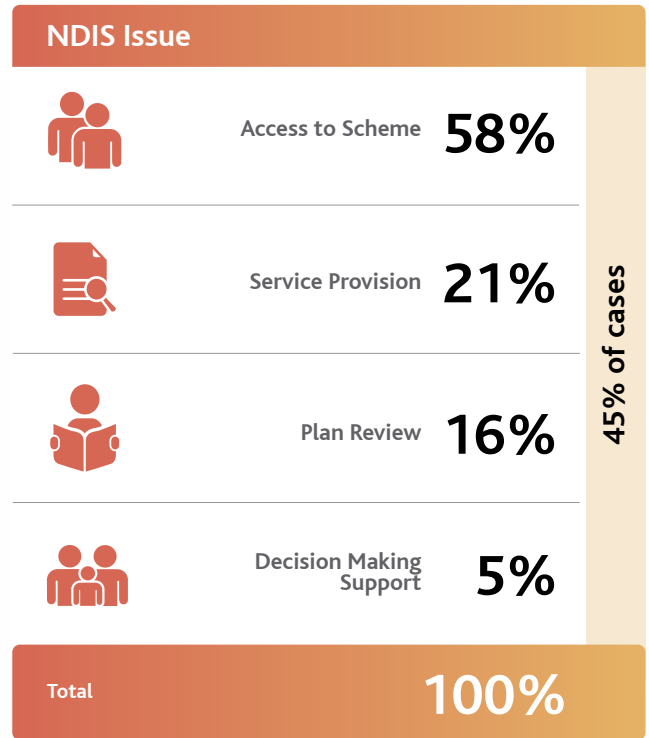 NDIS Issue
Access to Scheme 58%
Service Provision 21%
Plan Review 16%
Decision Making
Support 5%
45% of cases
Total 100%